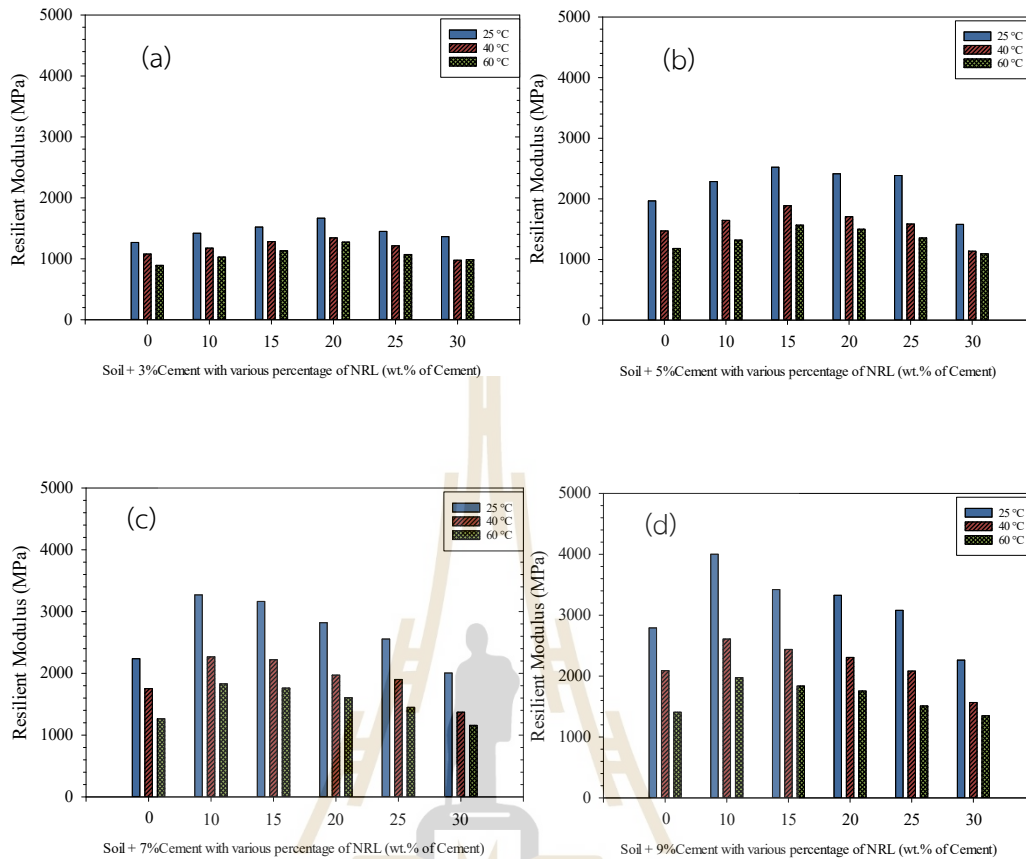 (a)
25 °C
40 °C
60 °C
Resilient Modulus (MPa)
5000
4000
3000
2000
1000
0
0 10 15 20 25 30
Soil + 3%Cement with various percentage of NRL (wt.% of Cement)
(b)
25 °C
40 °C
60 °C
Resilient Modulus (MPa)
5000
4000
3000
2000
1000
0
0 10 15 20 25 30
Soil + 5%Cement with various percentage of NRL (wt.% of Cement)
(c)
25 °C
40 °C
60 °C
Resilient Modulus (MPa)
5000
4000
3000
2000
1000
0
0 10 15 20 25 30
Soil + 7%Cement with various percentage of NRL (wt.% of Cement)
(d)
25 °C
40 °C
60 °C
Resilient Modulus (MPa)
5000
4000
3000
2000
1000
0
0 10 15 20 25 30
Soil + 9%Cement with various percentage of NRL (wt.% of Cement)